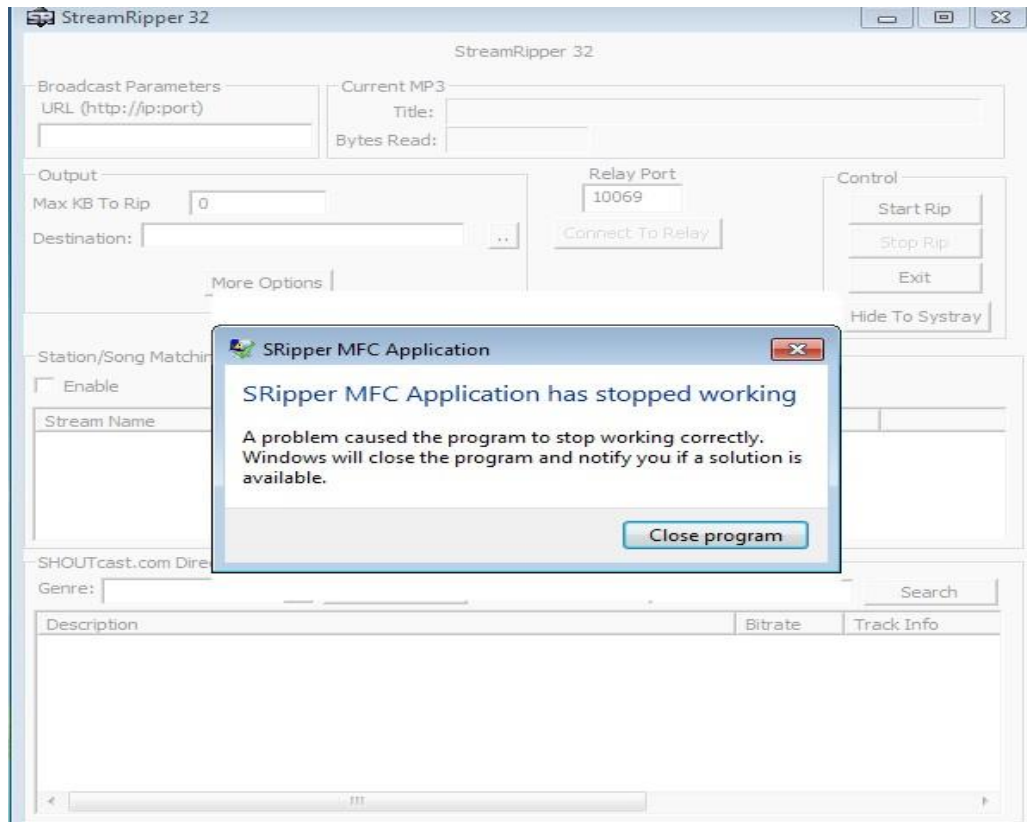 StreamRipper 32
StreamRipper 32
Broadcast Parameters
URL (http://ip:port)
Current MP3
Title:
Bytes Read:
Output
Max KB To Rip 0
Destination: ..
More Options
Relay Port
10069
Connect To Relay
Control
Start Rip
Stop Rip
Exit
Hide To Systray
Station/Song Matchin
Enable
Stream Name
SRipper MFC Application
SRipper MFC Application has stopped working
A problem caused the program to stop working correctly.
Windows will close the program and notify you if a solution is
available.
Close program
SHOUTcast.com Dire
Genre: Search
Description Bitrate Track Info